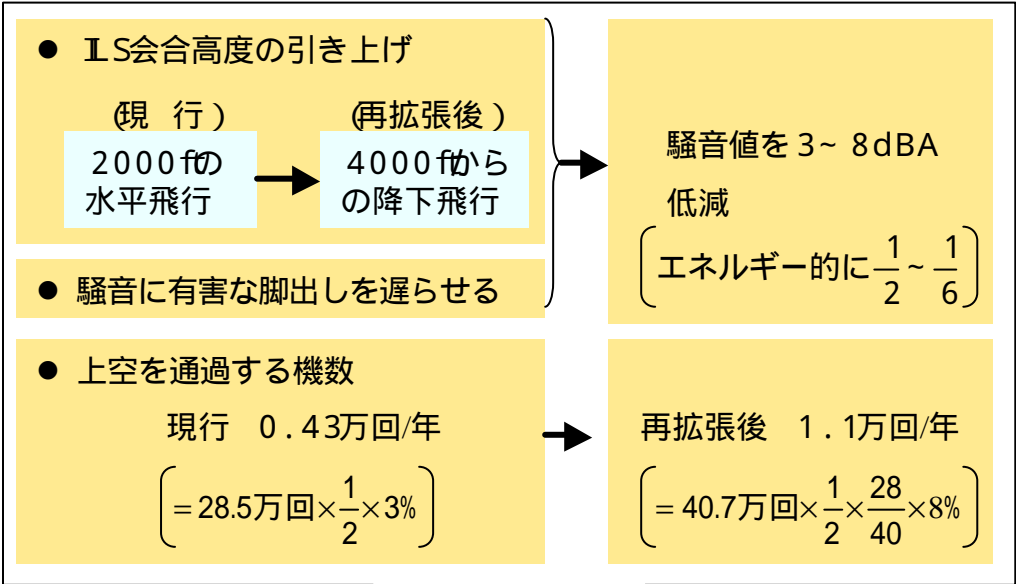 ● ILS会合高度の引き上げ
(現 行)
2000ftの
水平飛行
(再拡張後)
4000ftから
の降下飛行
● 騒音に有害な脚出しを遅らせる
騒音値を3~8dBA
低減
(エネルギー的に1/2~1/6)
● 上空を通過する機数
現行 0.43万回/年
(=28.5万回×1/2×3%)
再拡張後 1.1万回/年
(=40.7万回×1/2×28/40×8%)